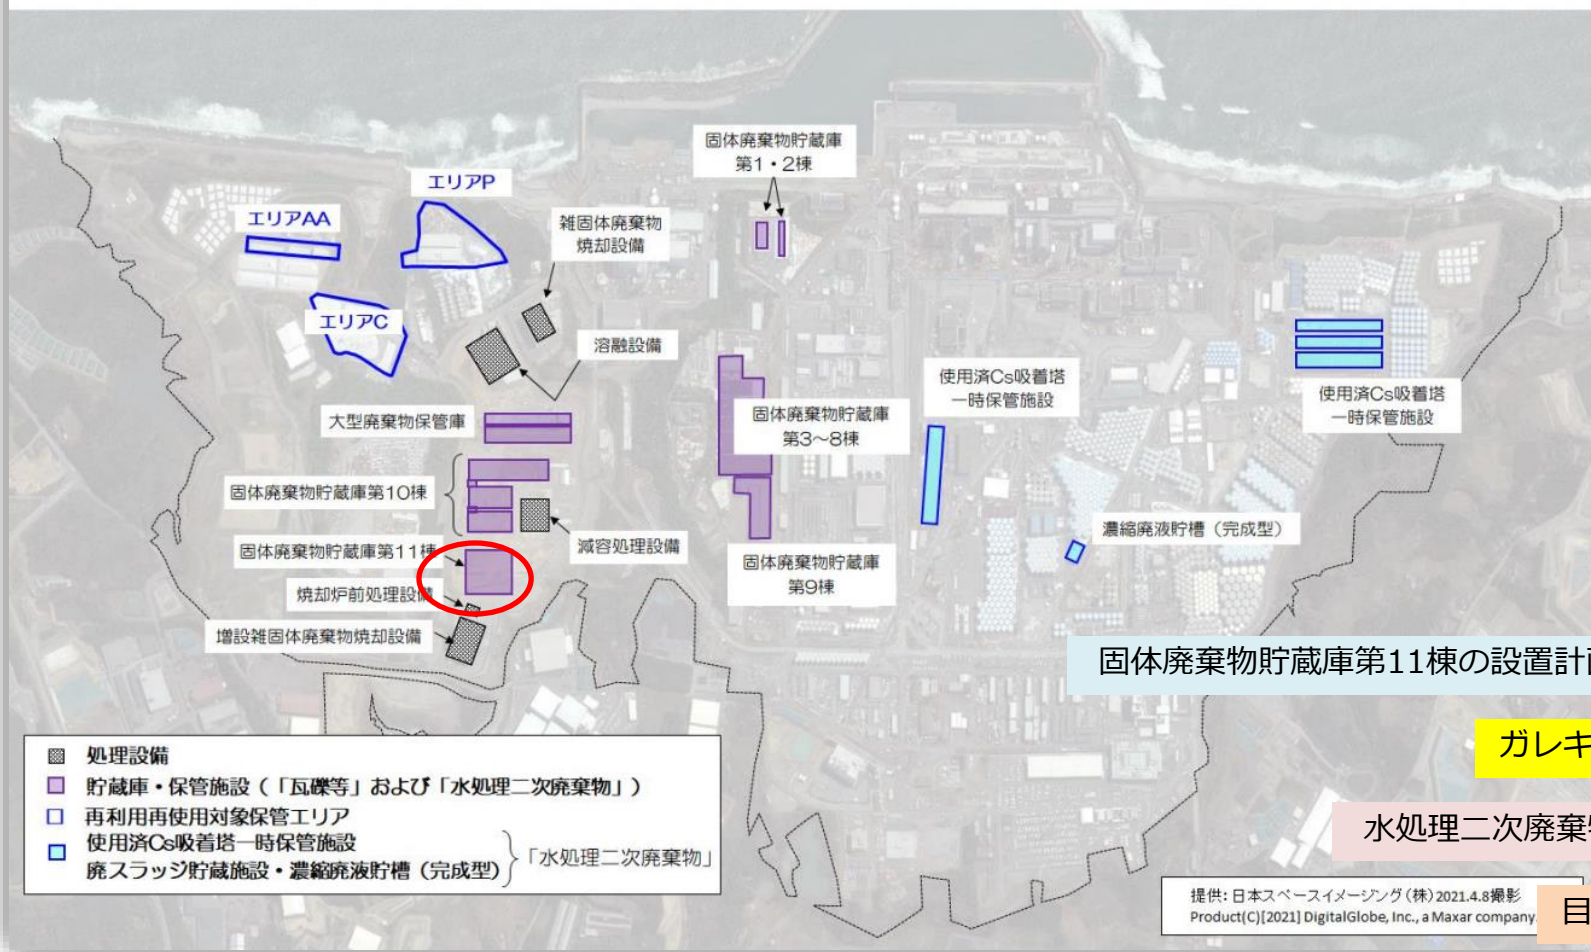 固体廃棄物貯蔵庫
第1・2棟
エリアP
エリアAA
雑固体廃棄物
焼却設備
エリアC
溶融設備
使用済Cs吸着塔
一時保管施設
使用済Cs吸着塔
一時保管施設
大型廃棄物保管庫
固体廃棄物貯蔵庫
第3～8棟
固体廃棄物貯蔵庫第10棟
濃縮廃液貯槽（完成型）
減容処理設備
固体廃棄物貯蔵庫第11棟
固体廃棄物貯蔵庫
第9棟
焼却炉前処理設備
増設雑固体廃棄物焼却設備
固体廃棄物貯蔵庫第11棟の設置計
ガレキ
水処理二次廃棄
目
処理設備
貯蔵庫・保管施設（「瓦礫等」および「水処理二次廃棄物」）
再利用再使用対象保管エリア
使用済Cs吸着塔一時保管施設
廃スラッジ貯蔵施設・濃縮廃液貯槽（完成型）
「水処理二次廃棄物」
提供：日本スペースイメージング（株）2021.4.8撮影
Product(C)[2021] DigitalGlobe, Inc., a Maxar company.